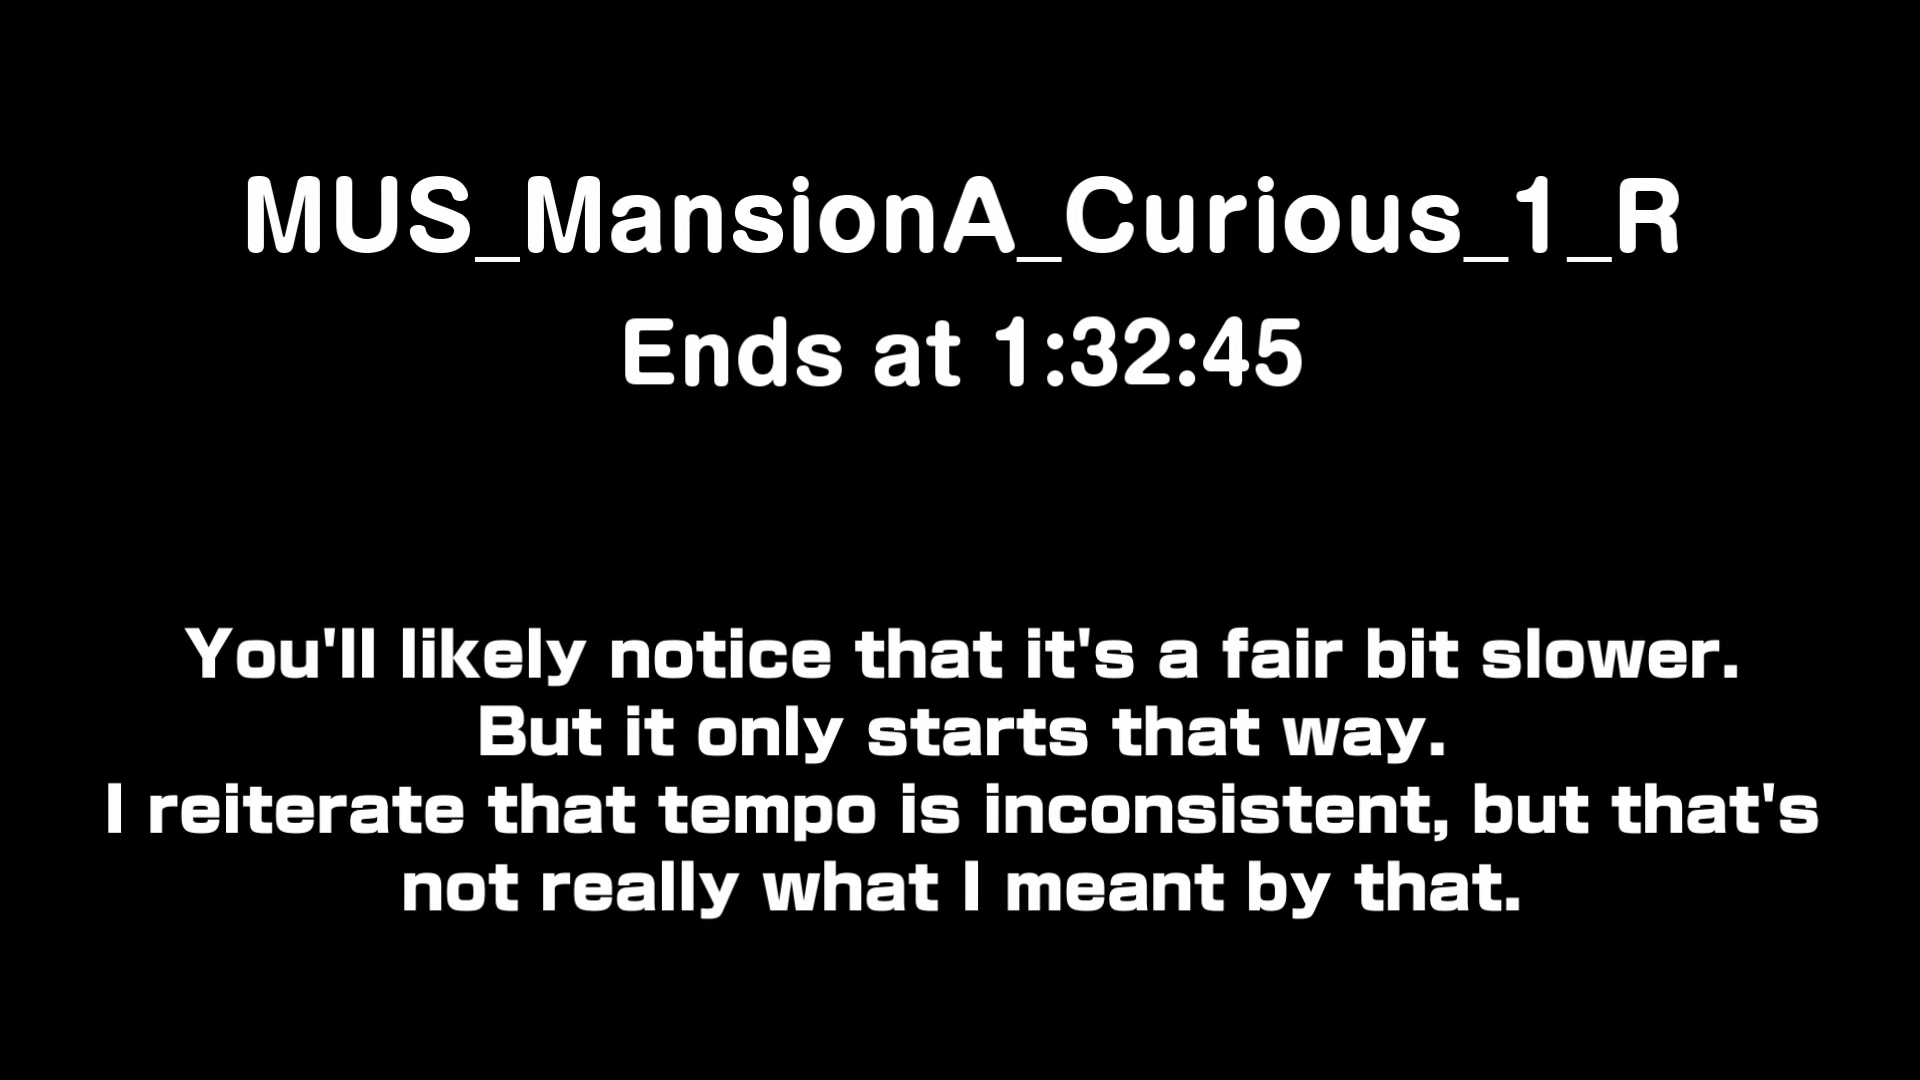 MUS_MansionA_Curious_1_R
Ends at 1:32:45
You'll likely notice that it's a fair bit slower.
But it only starts that way.
I reiterate that tempo is inconsistent, but that's
not really what I meant by that.